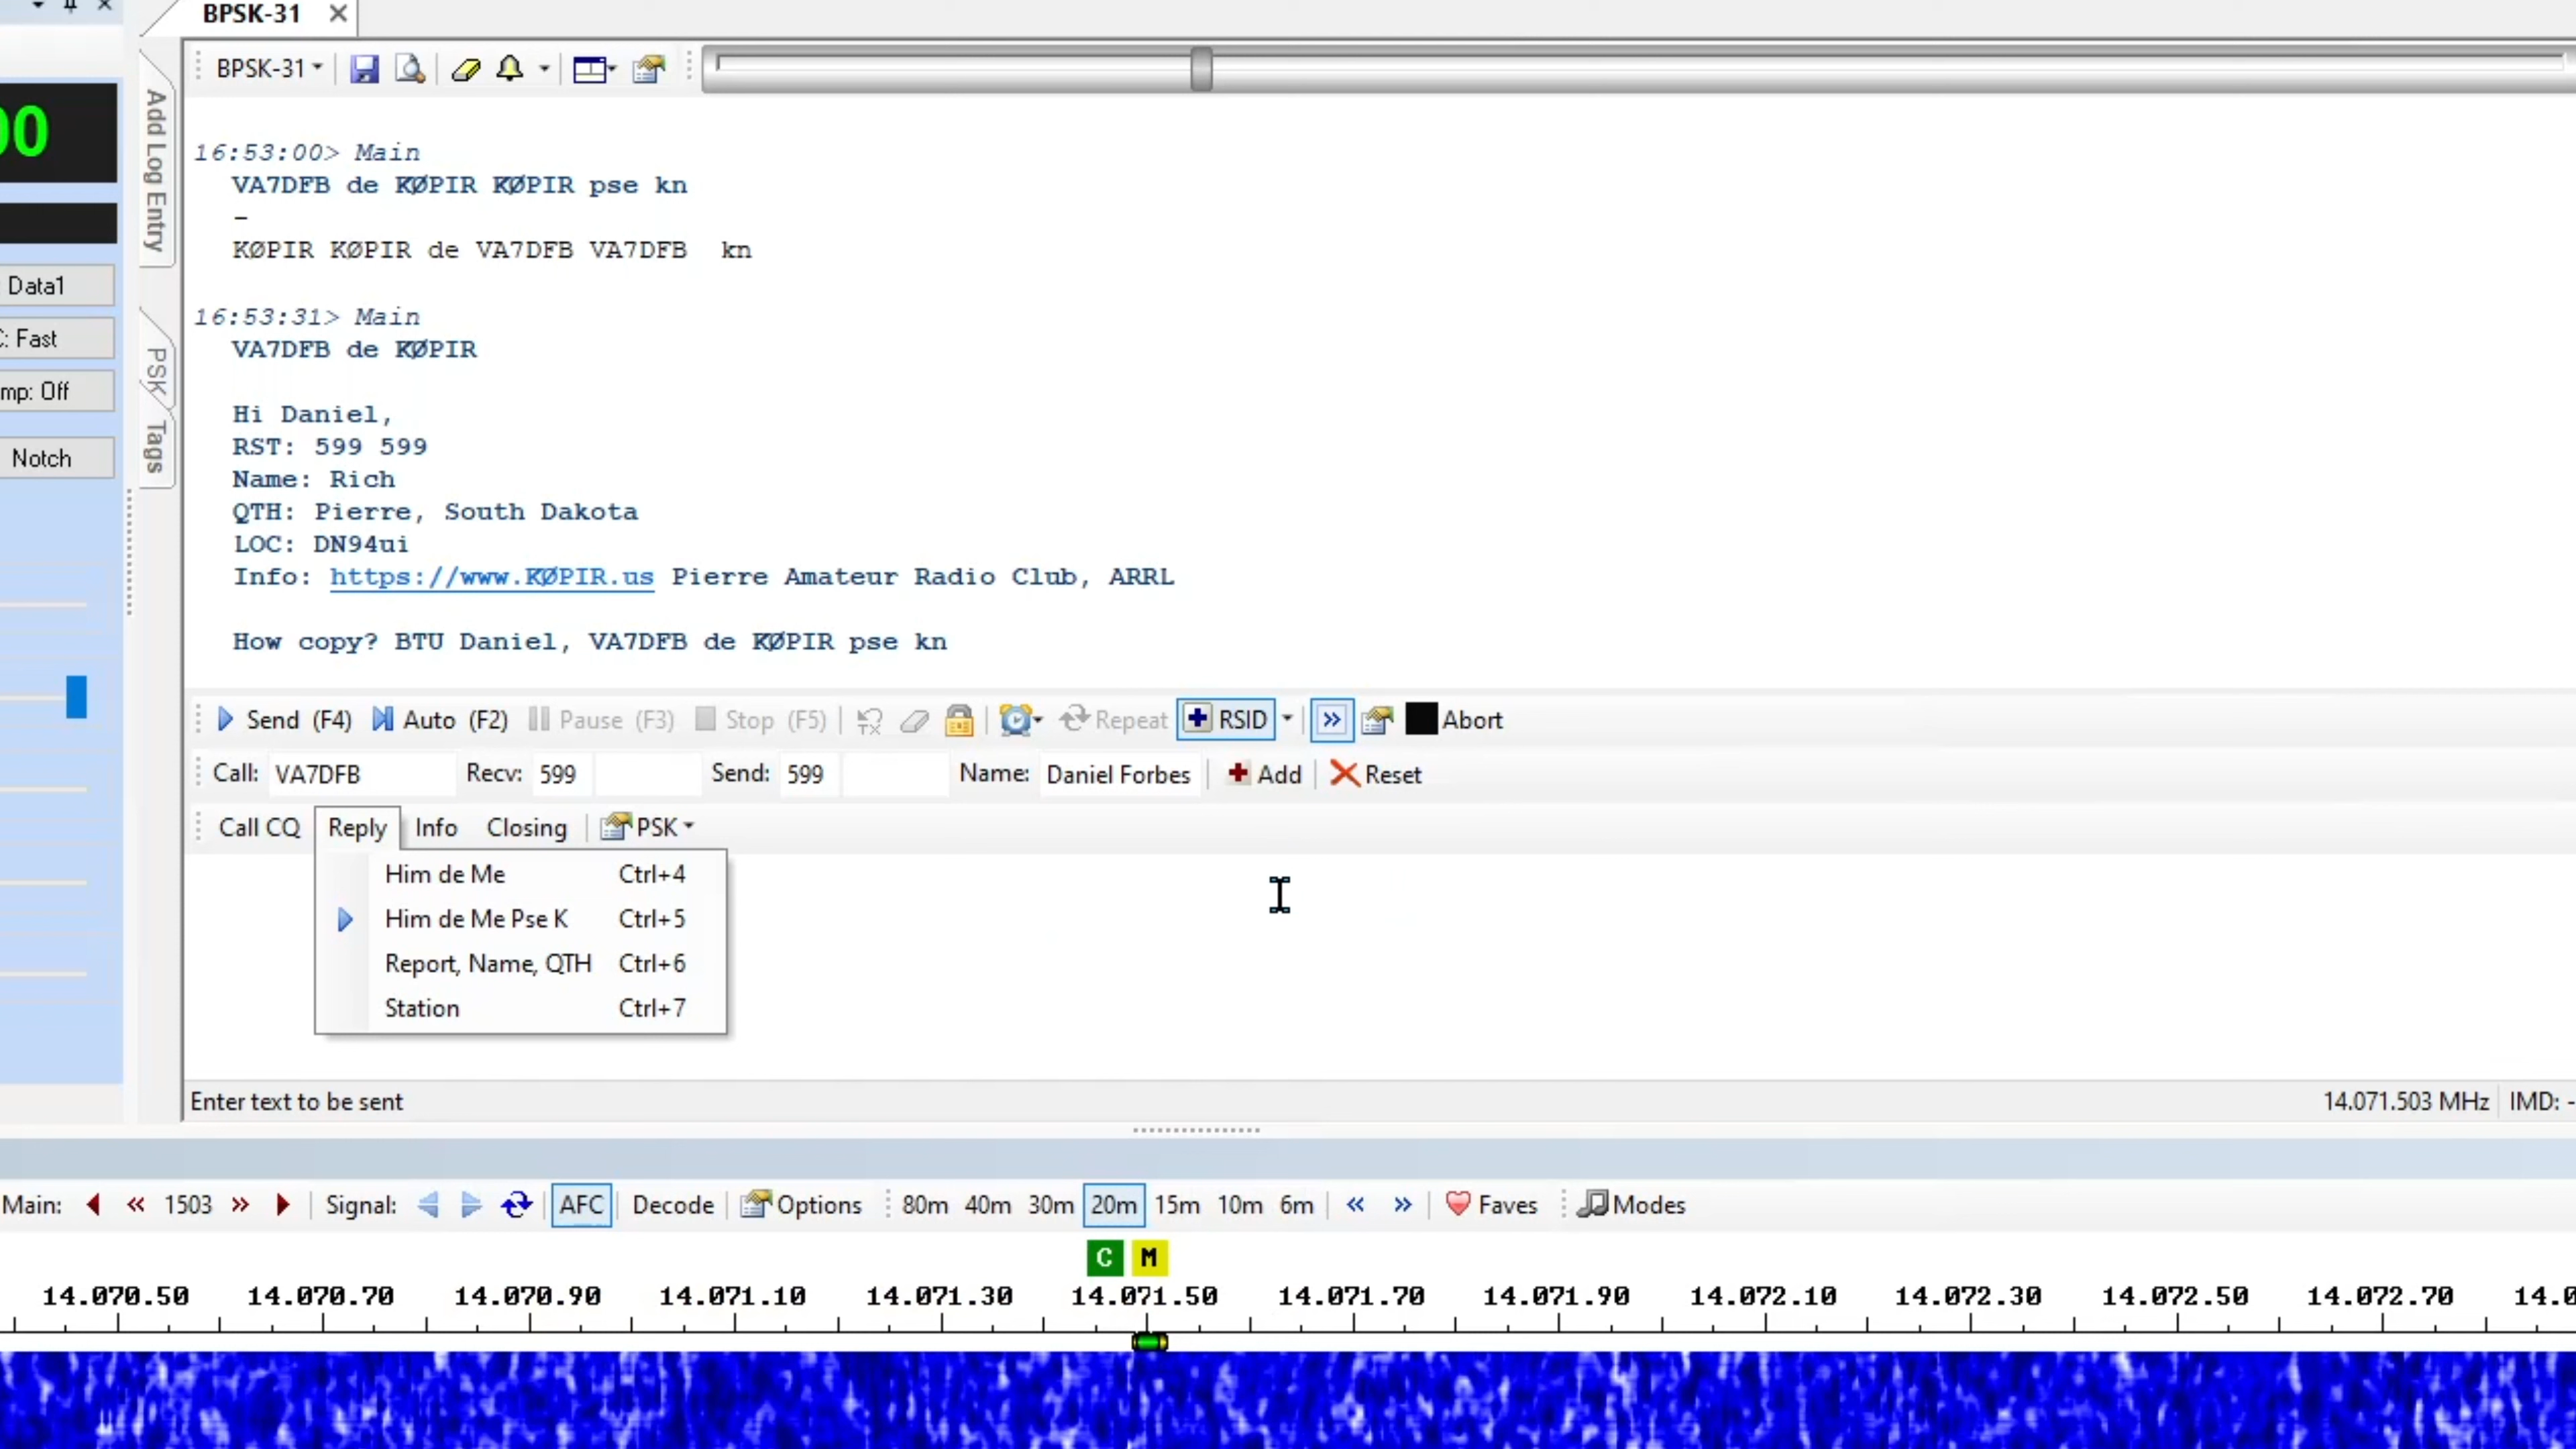 BPSK-31
00
BPSK-31
Add Log Entry
16:53:00> Main
VA7DFB de KØPIR KØPIR pse kn
–
KØPIR KØPIR de VA7DFB VA7DFB  kn
Data1
16:53:31> Main
C: Fast
VA7DFB de KØPIR
PSK
mp: Off
Hi Daniel,
RST: 599 599
Tags
Notch
Name: Rich
QTH: Pierre, South Dakota
LOC: DN94ui
Info: https://www.KØPIR.us Pierre Amateur Radio Club, ARRL
How copy? BTU Daniel, VA7DFB de KØPIR pse kn
Send (F4) Auto (F2) Pause (F3) Stop (F5) Repeat RSID Abort
Call: VA7DFB Recv: 599 Send: 599 Name: Daniel Forbes Add Reset
Call CQ Reply Info Closing PSK
Him de Me Ctrl+4
Him de Me Pse K Ctrl+5
Report, Name, QTH Ctrl+6
Station Ctrl+7
Enter text to be sent 14.071.503 MHz IMD: -
Main: 1503 Signal: AFC Decode Options 80m 40m 30m 20m 15m 10m 6m Faves Modes
C M
14.070.50 14.070.70 14.070.90 14.071.10 14.071.30 14.071.50 14.071.70 14.071.90 14.072.10 14.072.30 14.072.50 14.072.70 14.0